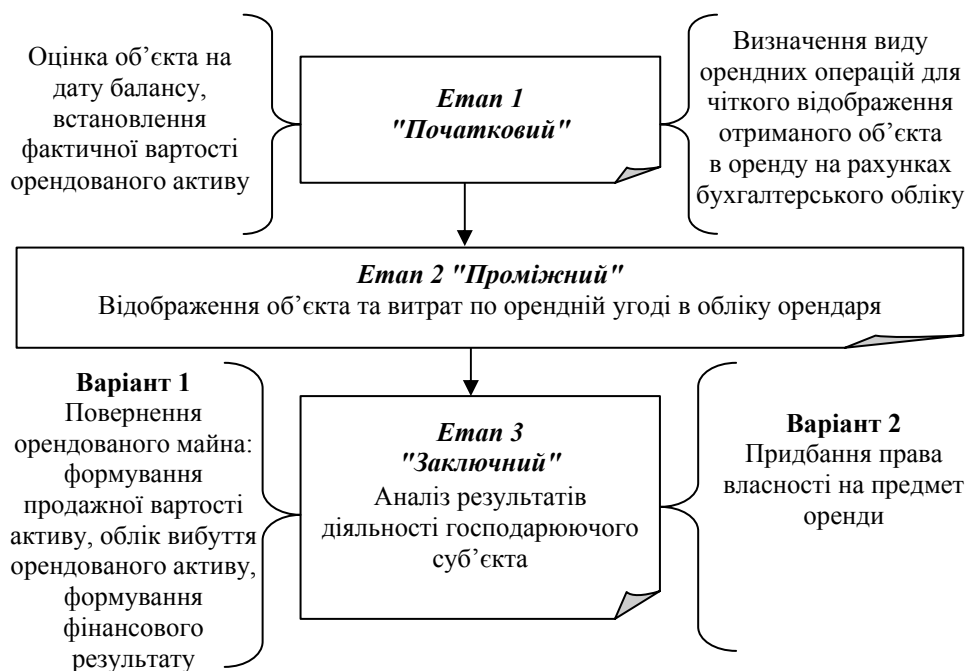 Оцінка об’єкта на
дату балансу,
встановлення
фактичної вартості
орендованого активу
Етап 1
"Початковий"
Визначення виду
орендних операцій для
чіткого відображення
отриманого об’єкта
в оренду на рахунках
бухгалтерського обліку
Етап 2 "Проміжний"
Відображення об’єкта та витрат по орендній угоді в обліку орендаря
Варіант 1
Повернення
орендованого майна:
формування
продажної вартості
активу, облік вибуття
орендованого активу,
формування
фінансового
результату
Етап 3
"Заключний"
Аналіз результатів
діяльності господарюючого
суб’єкта
Варіант 2
Придбання права
власності на предмет
оренди